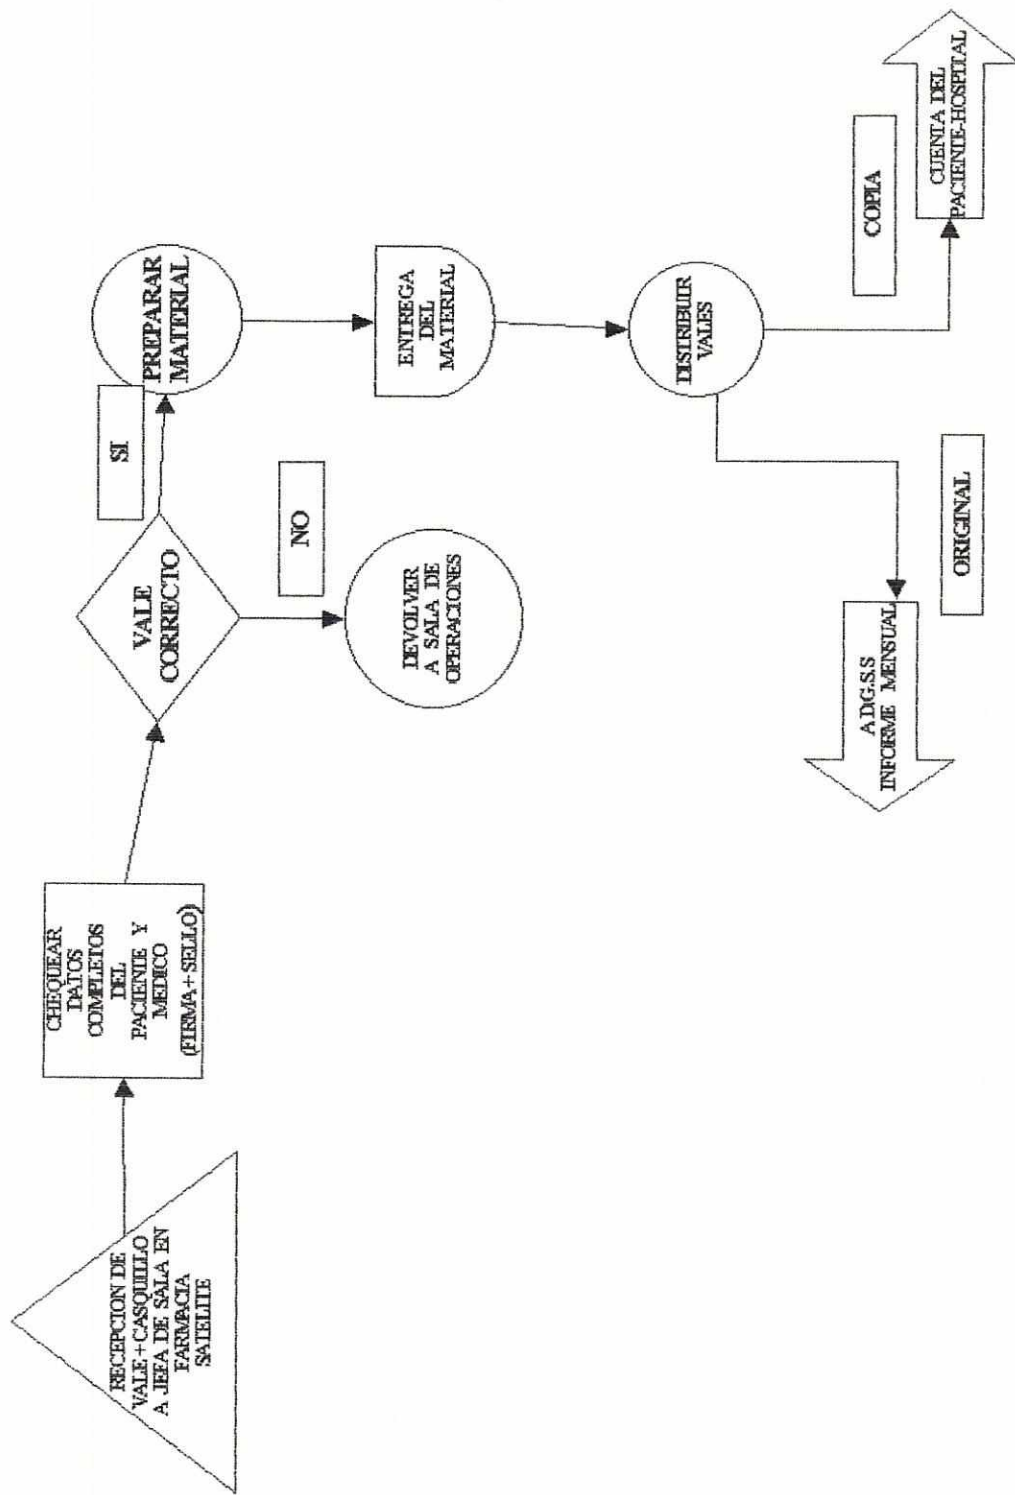 RECEPCION DE
VALE+CASQUILLO
A JEFA DE SALA EN
FARMACIA
SATELITE
CHEQUEAR
DATOS
COMPLETOS
DEL
PACIENTE Y
MEDICO
(FIRMA+SELLO)
VALE
CORRECTO
SI
NO
DEVOLVER
A SALA DE
OPERACIONES
PREPARAR
MATERIAL
ENTREGA
DEL
MATERIAL
DISTRIBUIR
VALES
ORIGINAL
A D.G.S.S
INFORME MENSUAL
COPIA
CUENTA DEL
PACIENTE-HOSPITAL